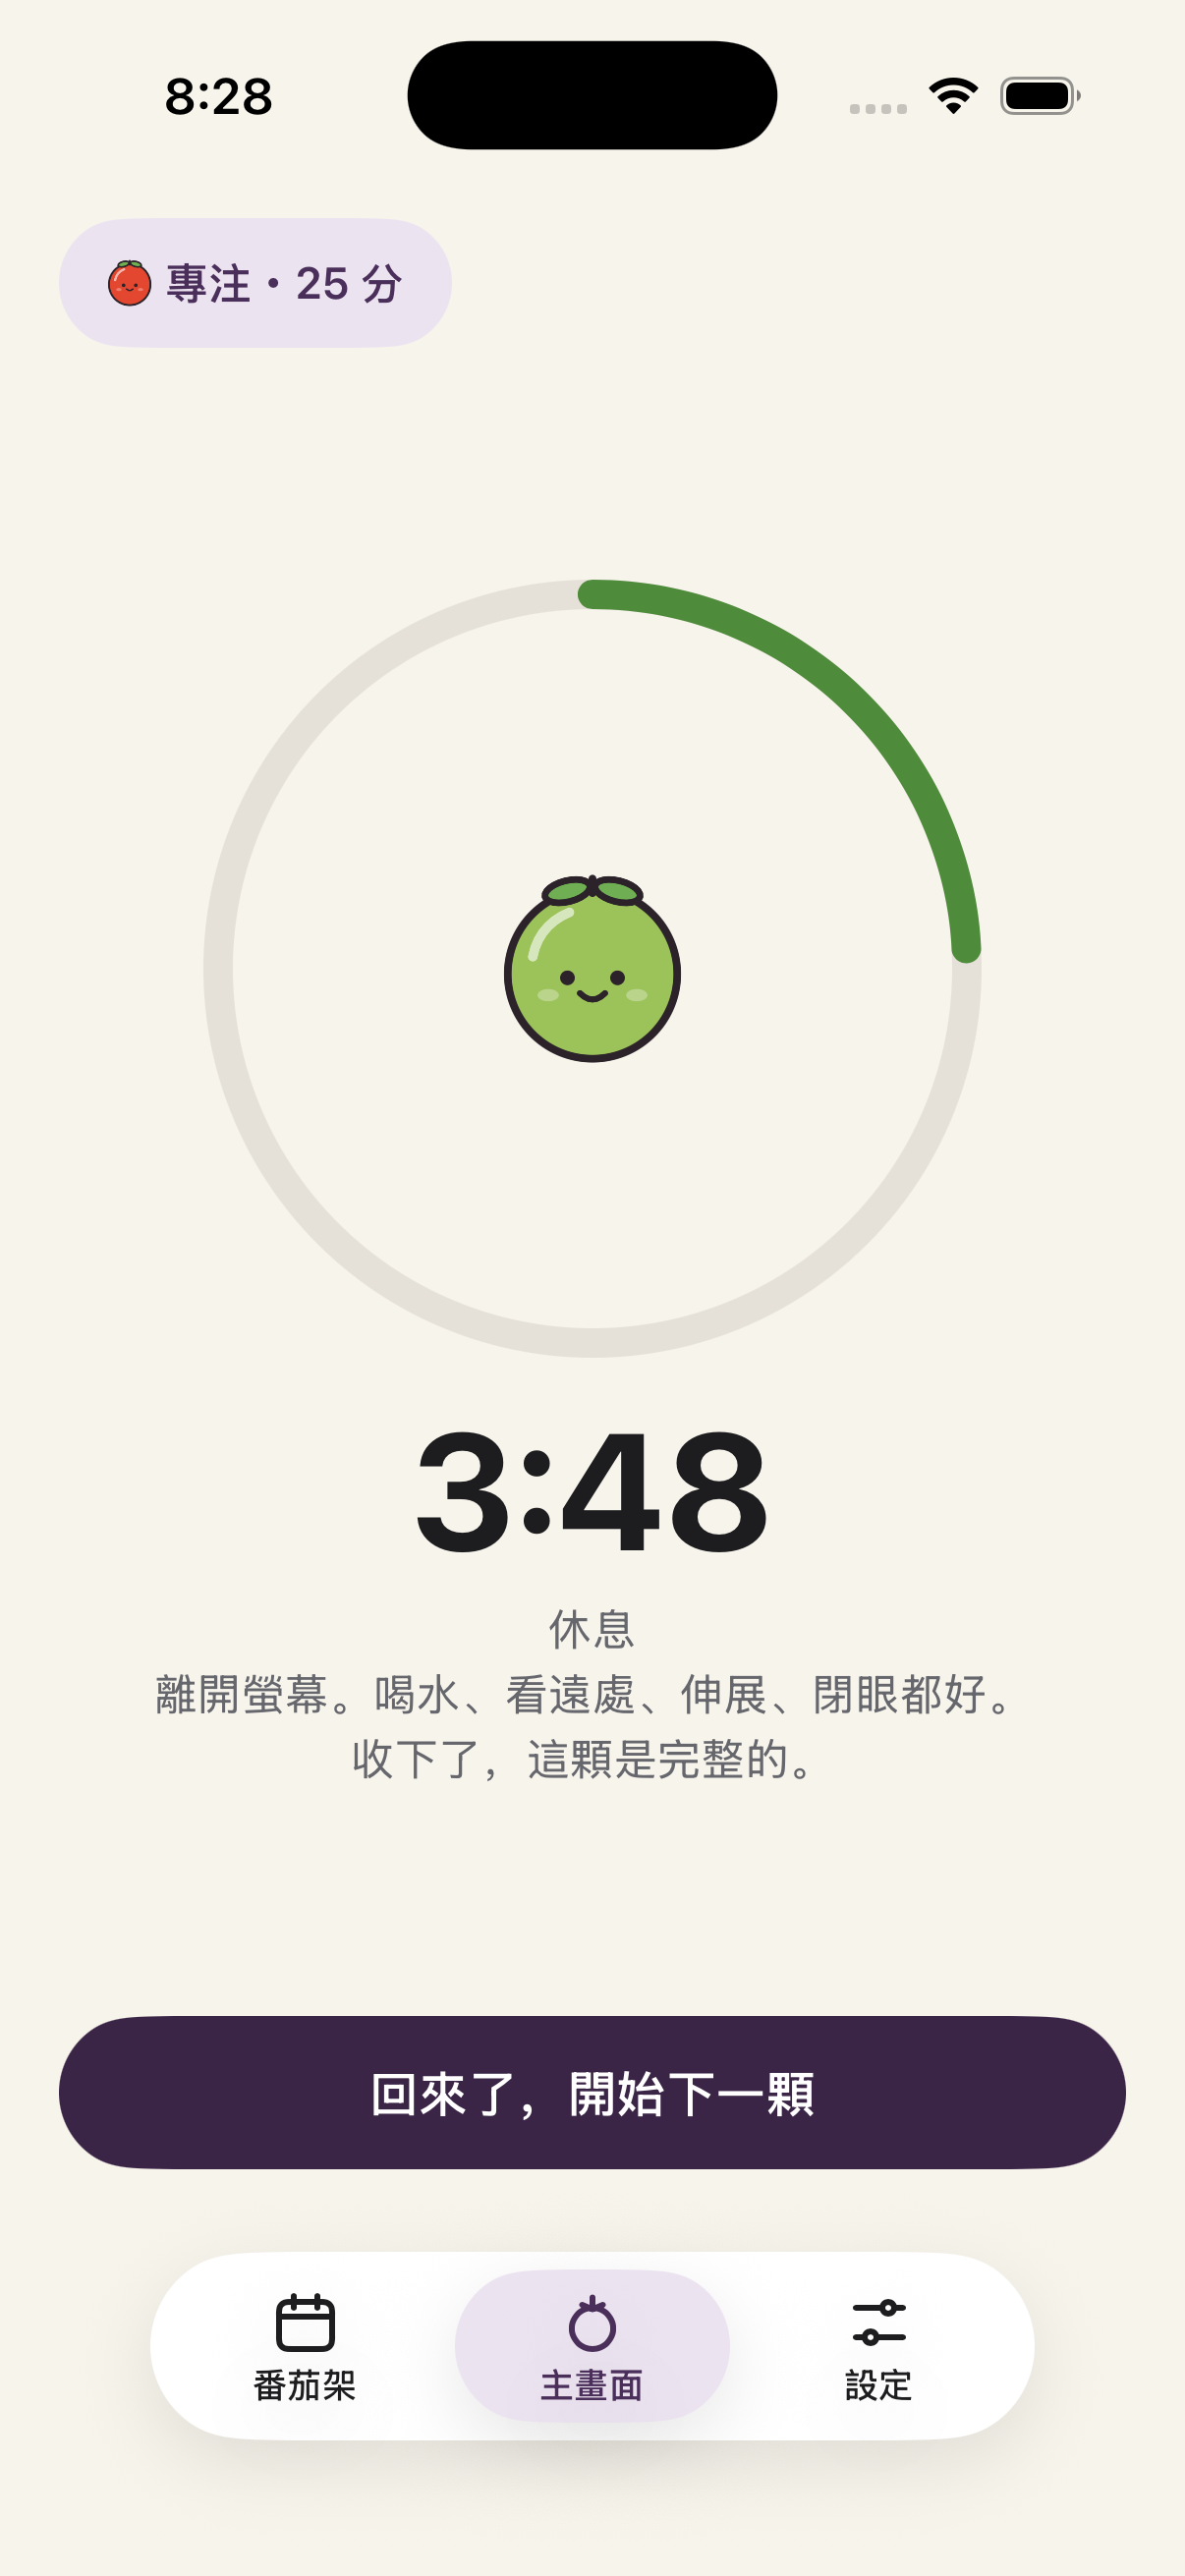 8:28
專注・25 分
3:48
休息
離開螢幕。喝水、看遠處、伸展、閉眼都好。
收下了，這顆是完整的。
回來了，開始下一顆
番茄架
主畫面
設定